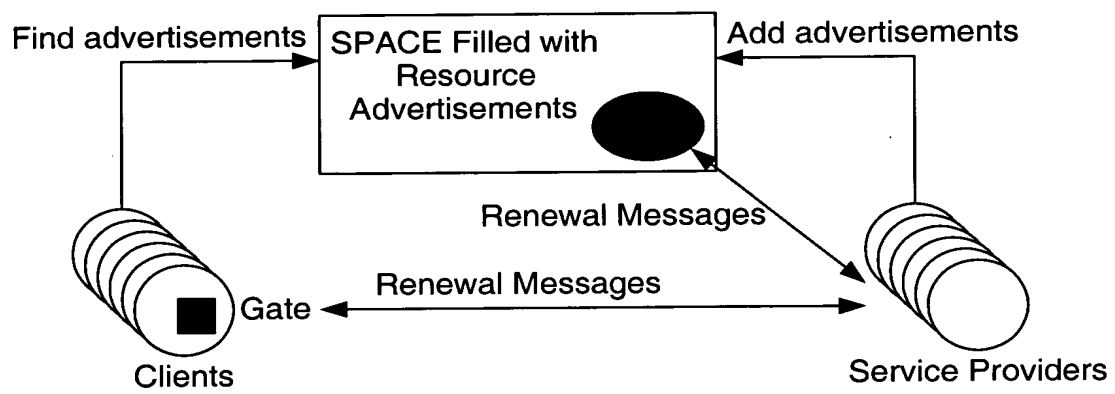 Find advertisements
SPACE Filled with
Resource
Advertisements
Add advertisements
Renewal Messages
Renewal Messages
Gate
Clients
Service Providers